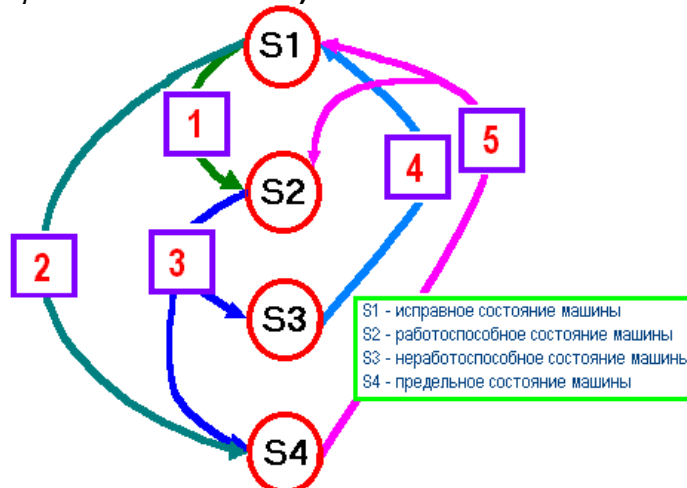 S1
1
S2
5
4
2
3
S3
S1 - исправное состояние машины
S2 - работоспособное состояние машины
S3 - неработоспособное состояние машины
S4 - предельное состояние машины
S4